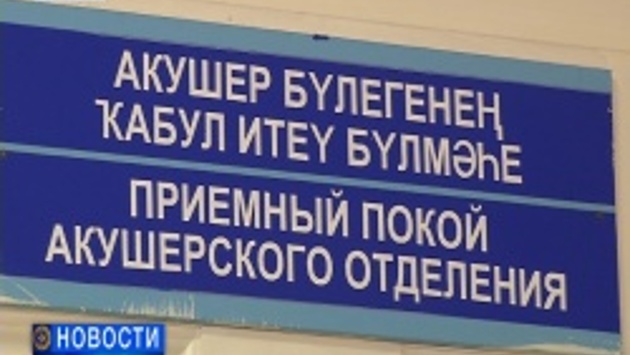 АКУШЕР БҮЛЕГЕНЕҢ
ҠАБУЛ ИТЕҮ БҮЛМӘҺЕ
ПРИЕМНЫЙ ПОКОЙ
АКУШЕРСКОГО ОТДЕЛЕНИЯ
НОВОСТИ